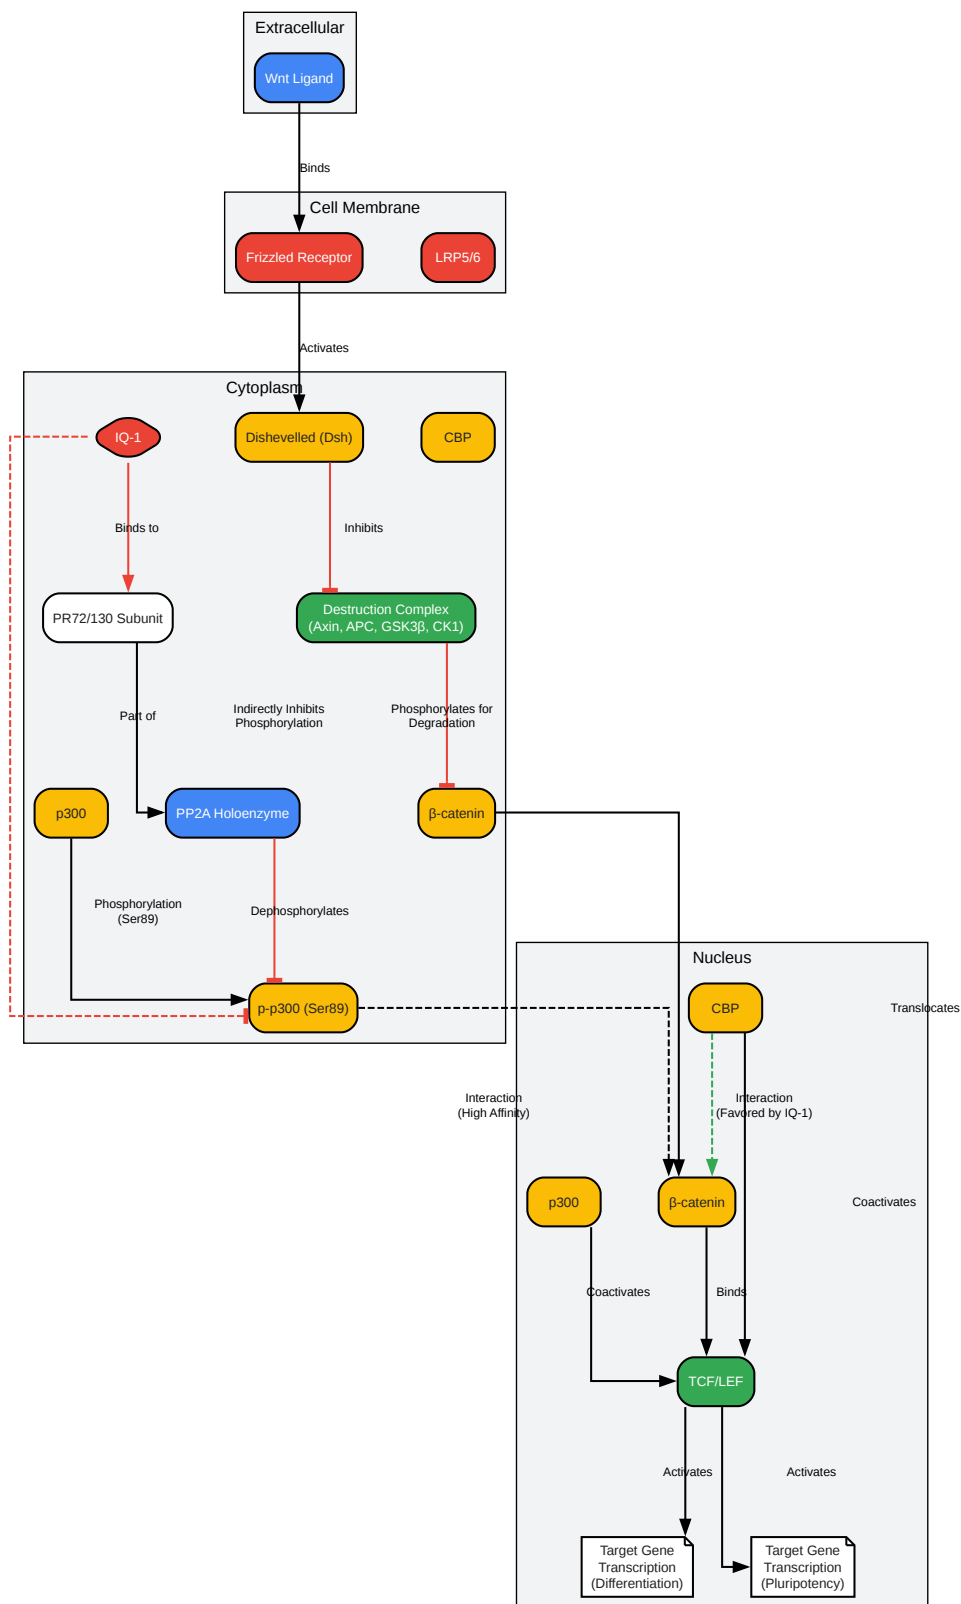 Extracellular
Wnt Ligand
Binds
Cell Membrane
Frizzled Receptor
LRP5/6
Activates
Cytoplasm
IQ-1
Dishevelled (Dsh)
CBP
Binds to
Inhibits
PR72/130 Subunit
Destruction Complex
(Axin, APC, GSK3β, CK1)
Part of
Indirectly Inhibits
Phosphorylation
Phosphorylates for
Degradation
p300
PP2A Holoenzyme
β-catenin
Phosphorylation
(Ser89)
Dephosphorylates
Nucleus
p-p300 (Ser89)
CBP
Translocates
Interaction
(High Affinity)
Interaction
(Favored by IQ-1)
p300
β-catenin
Coactivates
Coactivates
Binds
TCF/LEF
Activates
Activates
Target Gene
Transcription
(Differentiation)
Target Gene
Transcription
(Pluripotency)